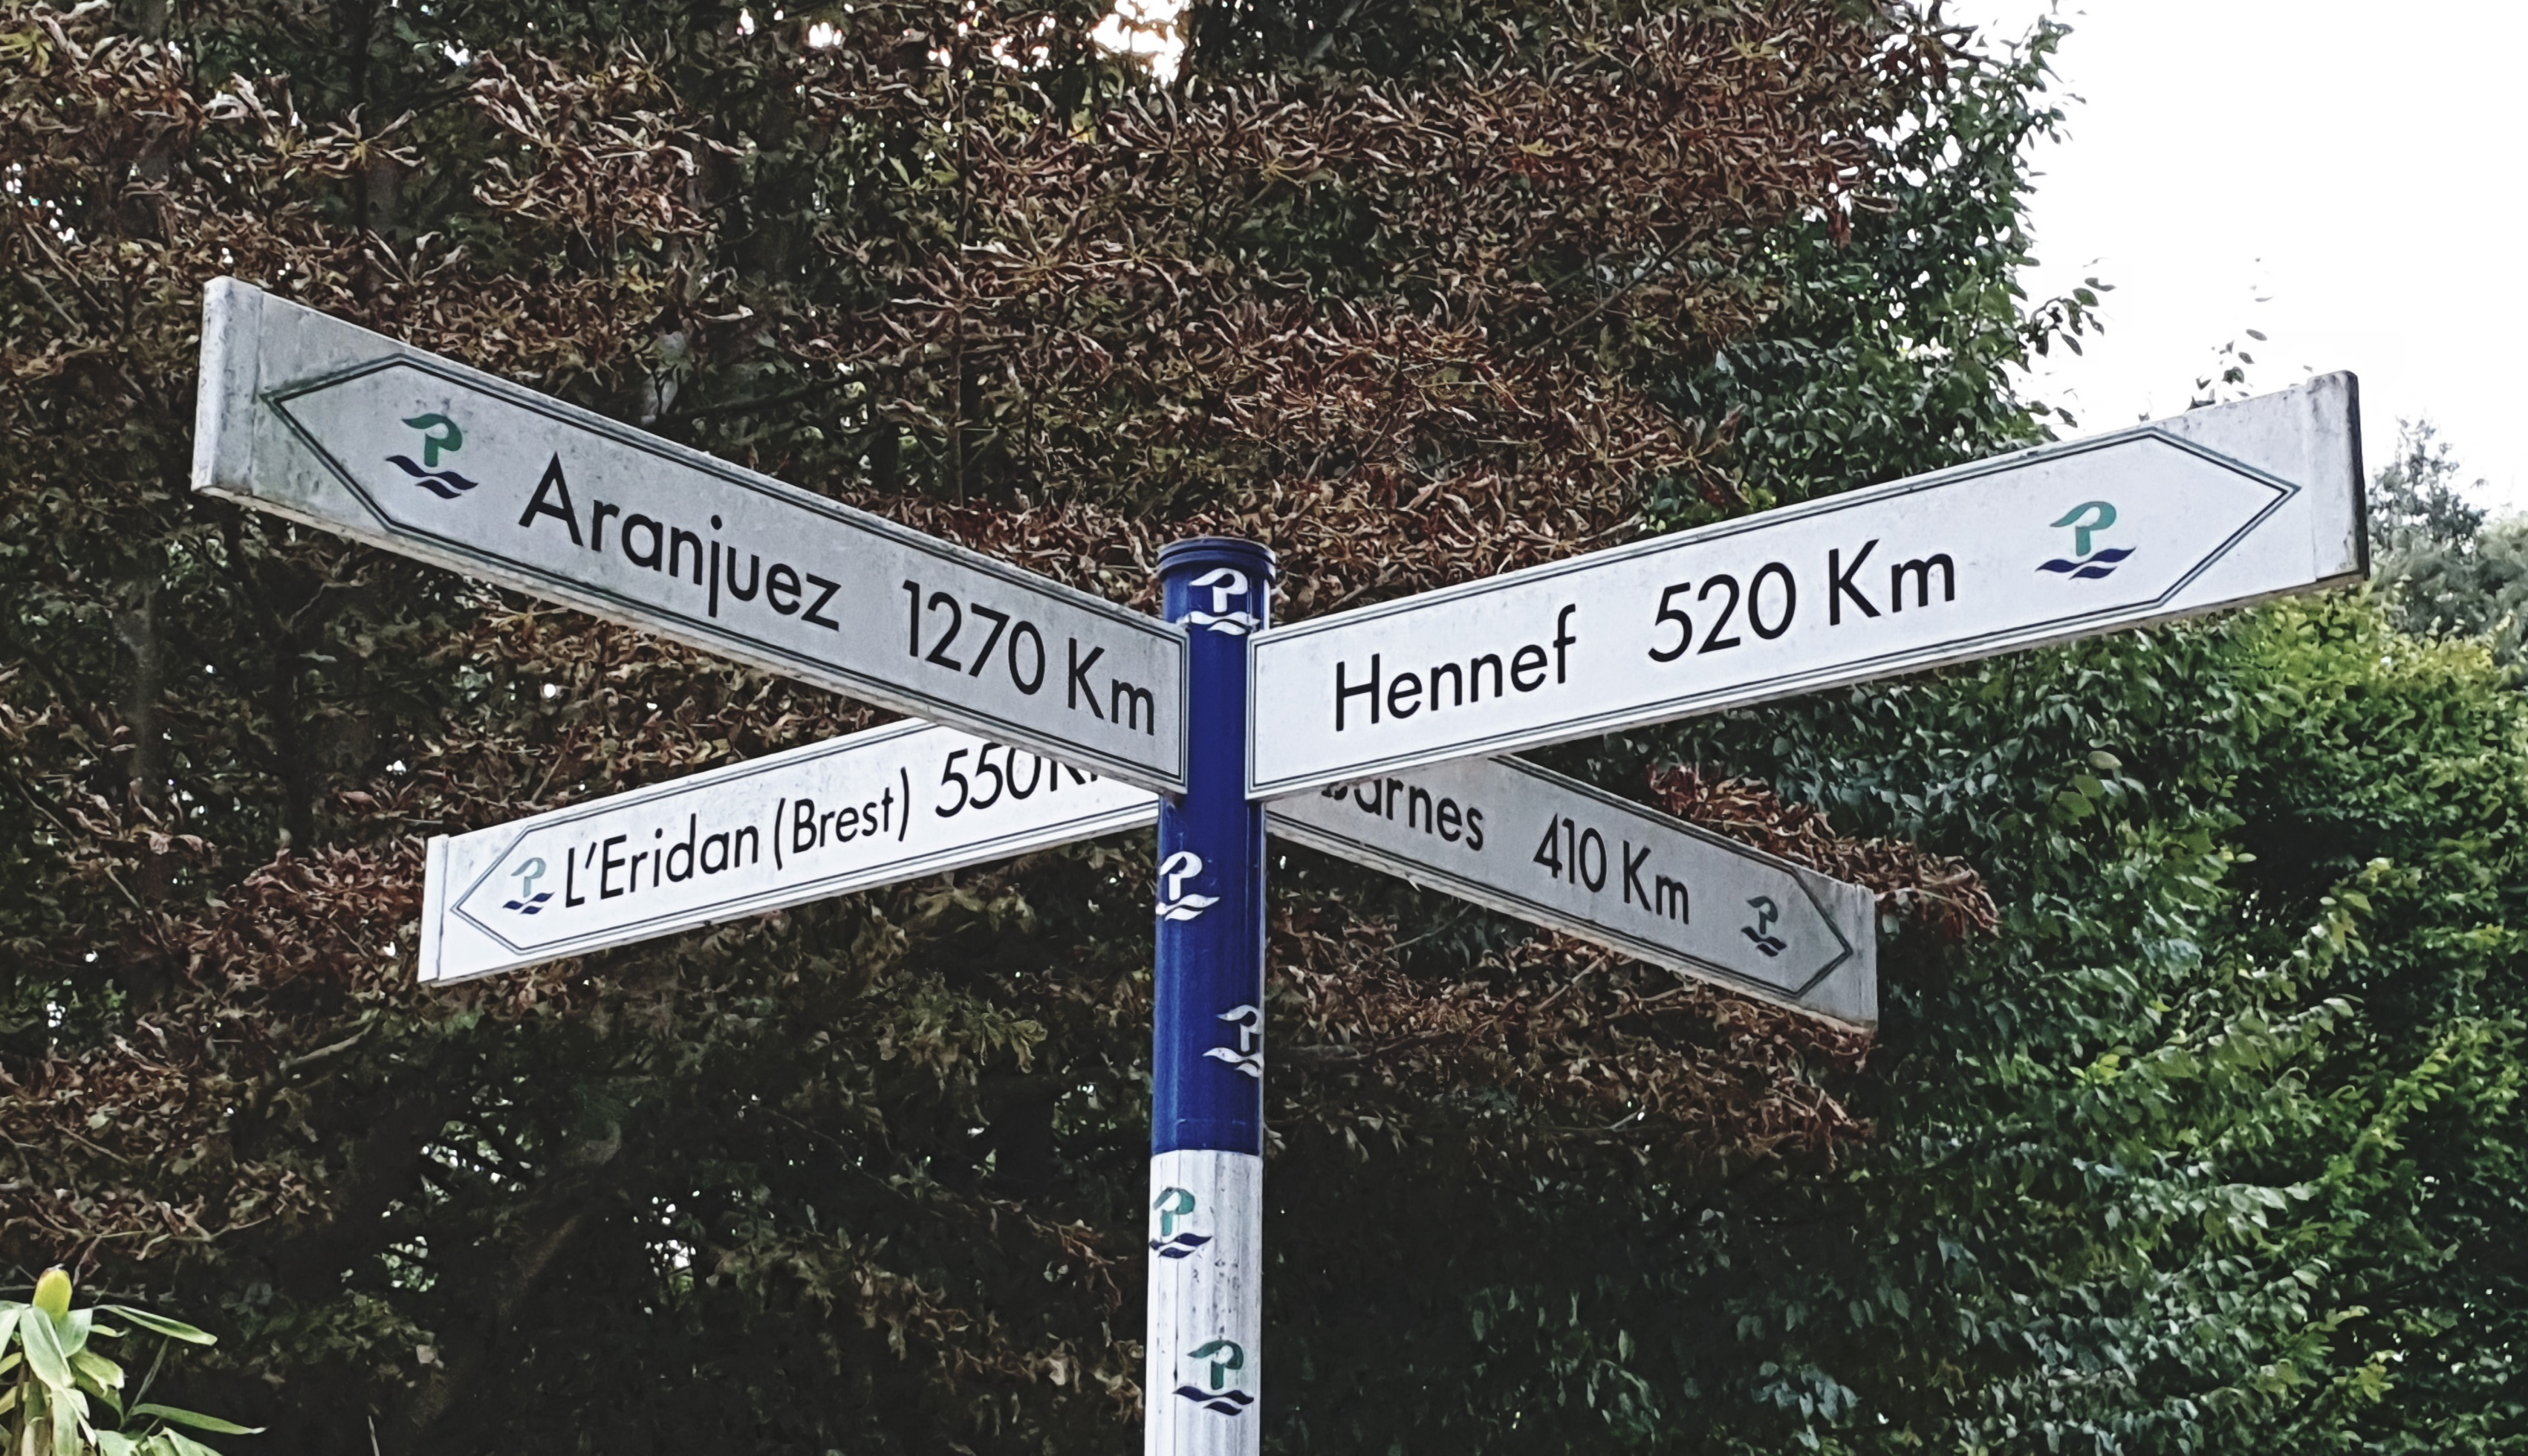 Aranjuez 1270 Km
Hennef 520 Km
L'Eridan (Brest) 550
410 Km